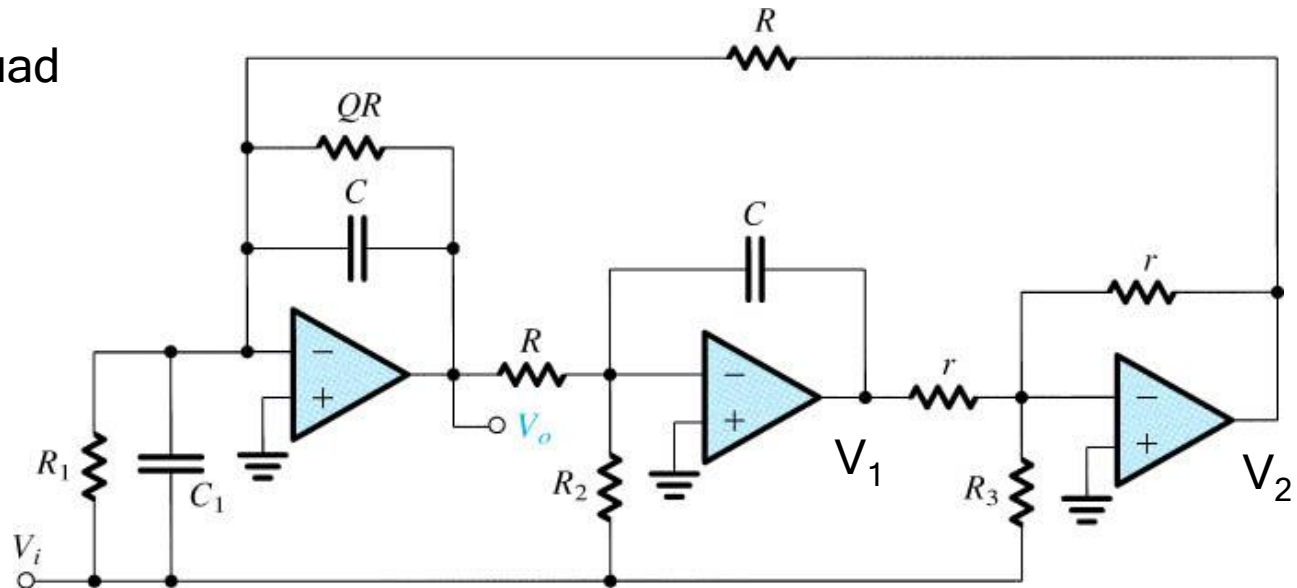 R
uad
QR
C
C
r
R
r
− + − + − +
V_o
R_1
C_1
R_2
V_1
R_3
V_2
V_i